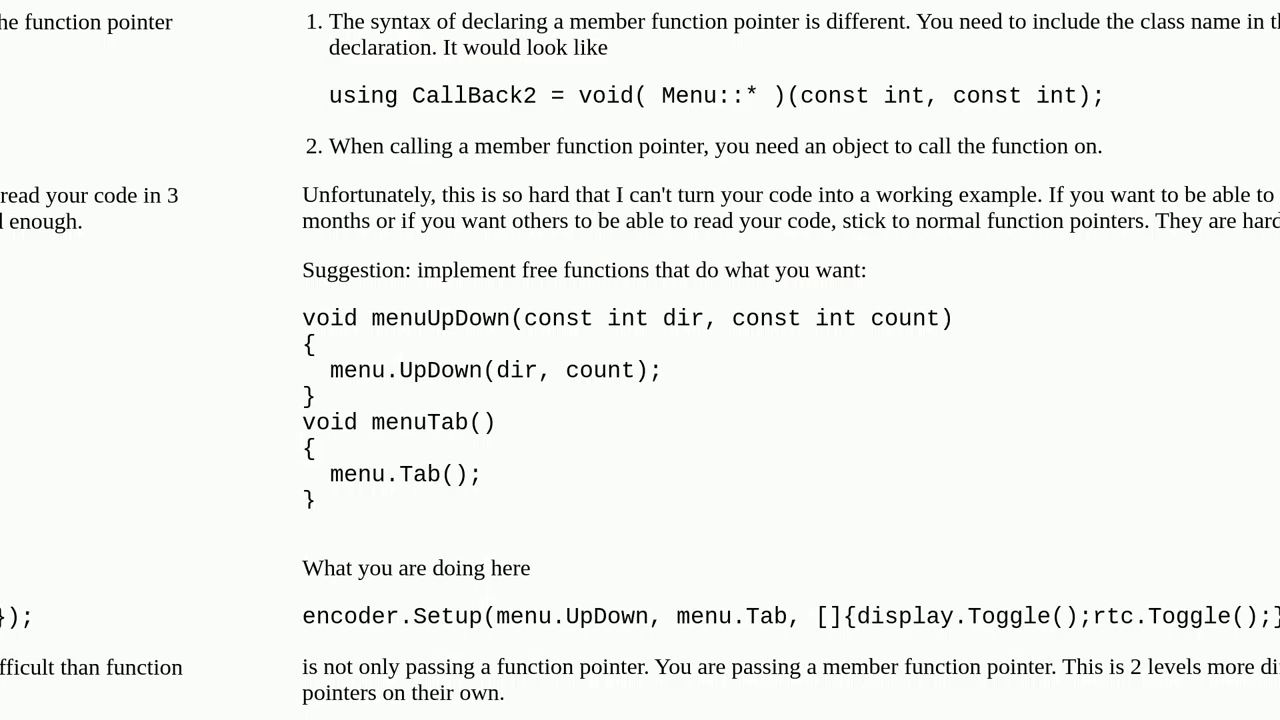 he function pointer
read your code in 3
enough.
});
fficult than function
1. The syntax of declaring a member function pointer is different. You need to include the class name in th
declaration. It would look like
using CallBack2 = void( Menu::* )(const int, const int);
2. When calling a member function pointer, you need an object to call the function on.
Unfortunately, this is so hard that I can't turn your code into a working example. If you want to be able to
months or if you want others to be able to read your code, stick to normal function pointers. They are hard
Suggestion: implement free functions that do what you want:
void menuUpDown(const int dir, const int count)
{
menu.UpDown(dir, count);
}
void menuTab()
{
menu.Tab();
}
What you are doing here
encoder.Setup(menu.UpDown, menu.Tab, []{display.Toggle();rtc.Toggle();}
is not only passing a function pointer. You are passing a member function pointer. This is 2 levels more di
pointers on their own.